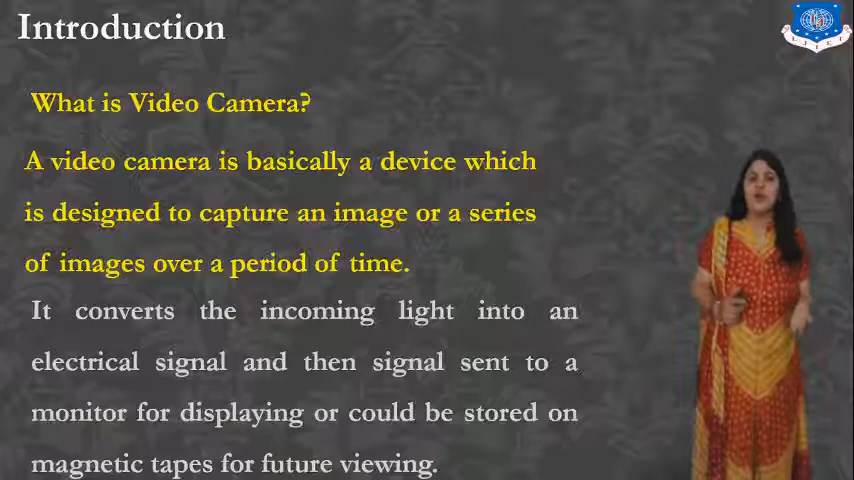 Introduction
What is Video Camera?
A video camera is basically a device which
is designed to capture an image or a series
of images over a period of time.
It converts the incoming light into an
electrical signal and then signal sent to a
monitor for displaying or could be stored on
magnetic tapes for future viewing.
LJIET